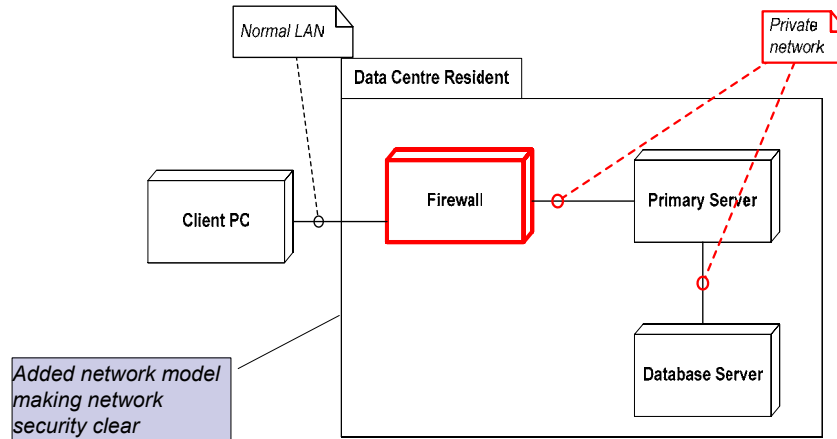 Normal LAN
Private
network
Data Centre Resident
Client PC
Firewall
Primary Server
Database Server
Added network model
making network
security clear